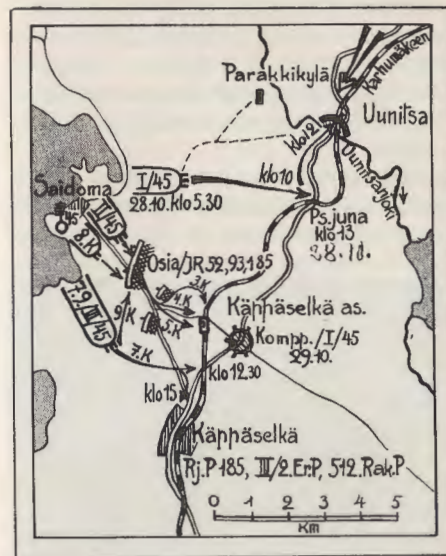 Karhumäkeen
Parakkikylä
Uunitsa
klo 12
Uunitsanjoki
I/45
28.10. klo 5.30
klo 10
Ps.juna
klo 13
28.10.
Saidoma
45
II/45
8.K
Osia/JR 52, 93, 185
3.K
4.K
5.K
9.K
7.9./III/45
7.K
Käppäselkä as.
Kompp./I/45
29.10.
klo 12.30
klo 15
Käppäselkä
Rj.P 185, III/2.Er.P, 512.Rak.P
0 1 2 3 4 5
Km